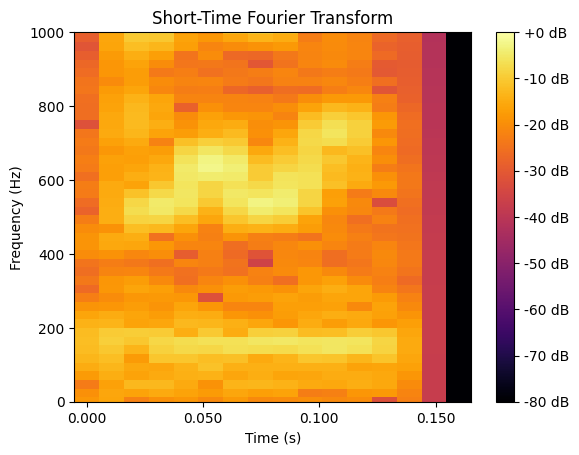 Short-Time Fourier Transform
1000
800
600
400
200
0
Frequency (Hz)
0.000
0.050
0.100
0.150
Time (s)
+0 dB
-10 dB
-20 dB
-30 dB
-40 dB
-50 dB
-60 dB
-70 dB
-80 dB